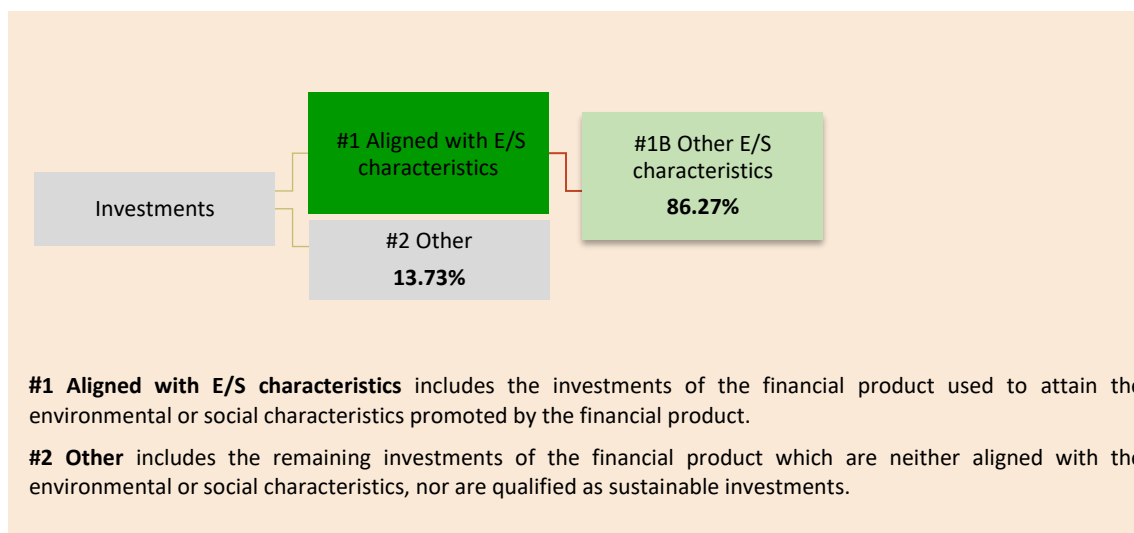 #1 Aligned with E/S
characteristics
#1B Other E/S
characteristics
86.27%
Investments
#2 Other
13.73%
#1 Aligned with E/S characteristics includes the investments of the financial product used to attain the
environmental or social characteristics promoted by the financial product.
#2 Other includes the remaining investments of the financial product which are neither aligned with the
environmental or social characteristics, nor are qualified as sustainable investments.